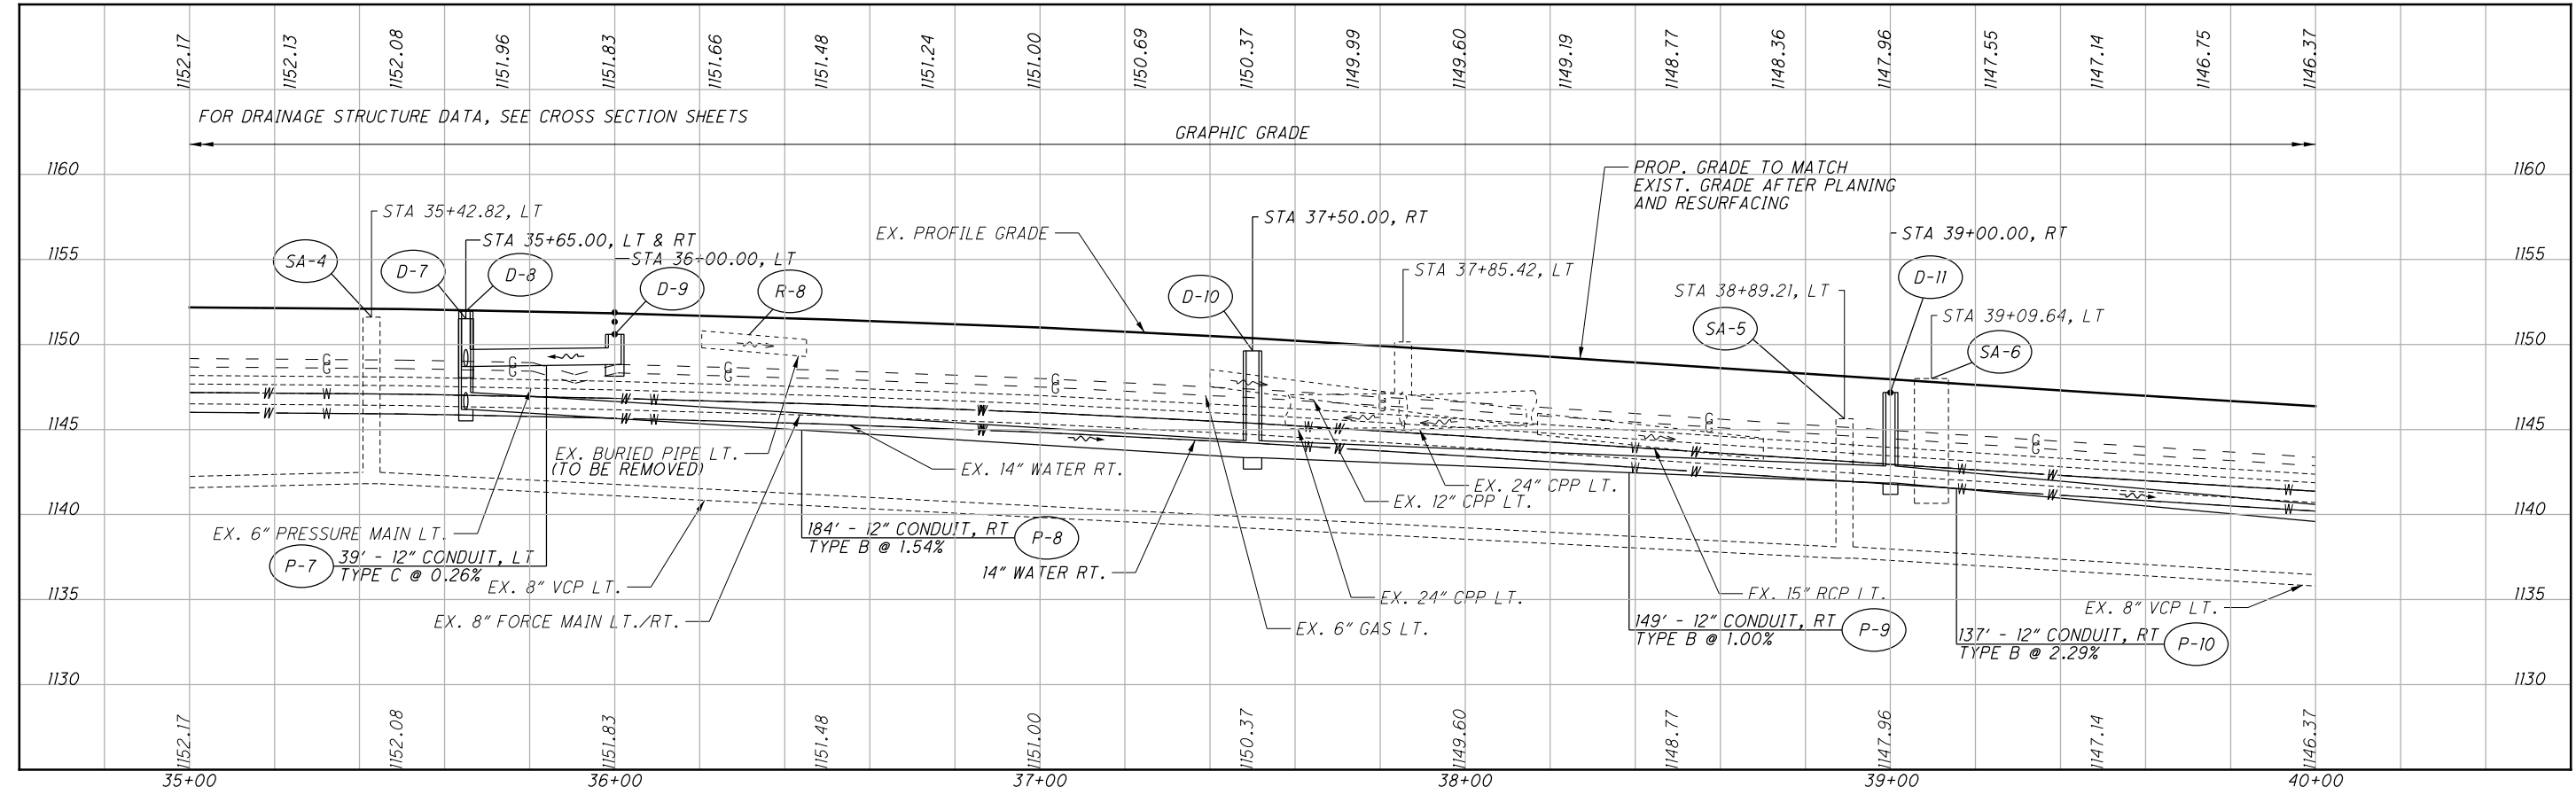 1152.17 1152.13 1152.08 1151.96 1151.83 1151.66 1151.48 1151.24 1151.00 1150.69 1150.37 1149.99 1149.60 1149.19 1148.77 1148.36 1147.96 1147.55 1147.14 1146.75 1146.37
FOR DRAINAGE STRUCTURE DATA, SEE CROSS SECTION SHEETS
GRAPHIC GRADE
1160 1160
PROP. GRADE TO MATCH
EXIST. GRADE AFTER PLANING
AND RESURFACING
STA 35+42.82, LT
STA 37+50.00, RT
EX. PROFILE GRADE
STA 39+00.00, RT
STA 35+65.00, LT & RT
1155 1155
STA 36+00.00, LT
SA-4
D-7
D-8
STA 37+85.42, LT
D-11
D-9
R-8
D-10
STA 38+89.21, LT
STA 39+09.64, LT
SA-5
1150 1150
SA-6
G G G G G G G
G G G G G G G
W W W W W W W W W W W W
W W W W W W W W W W W W
1145 1145
EX. BURIED PIPE LT.
(TO BE REMOVED)
EX. 14" WATER RT.
EX. 24" CPP LT.
EX. 12" CPP LT.
1140 1140
EX. 6" PRESSURE MAIN LT.
184' - 12" CONDUIT, RT
TYPE B @ 1.54%
P-8
P-7
39' - 12" CONDUIT, LT
TYPE C @ 0.26%
14" WATER RT.
EX. 8" VCP LT.
EX. 24" CPP LT.
EX. 15" RCP LT.
1135 1135
EX. 8" VCP LT.
EX. 8" FORCE MAIN LT./RT.
EX. 6" GAS LT.
149' - 12" CONDUIT, RT
TYPE B @ 1.00%
P-9
137' - 12" CONDUIT, RT
TYPE B @ 2.29%
P-10
1130 1130
1152.17 1152.08 1151.83 1151.48 1151.00 1150.37 1149.60 1148.77 1147.96 1147.14 1146.37
35+00 36+00 37+00 38+00 39+00 40+00